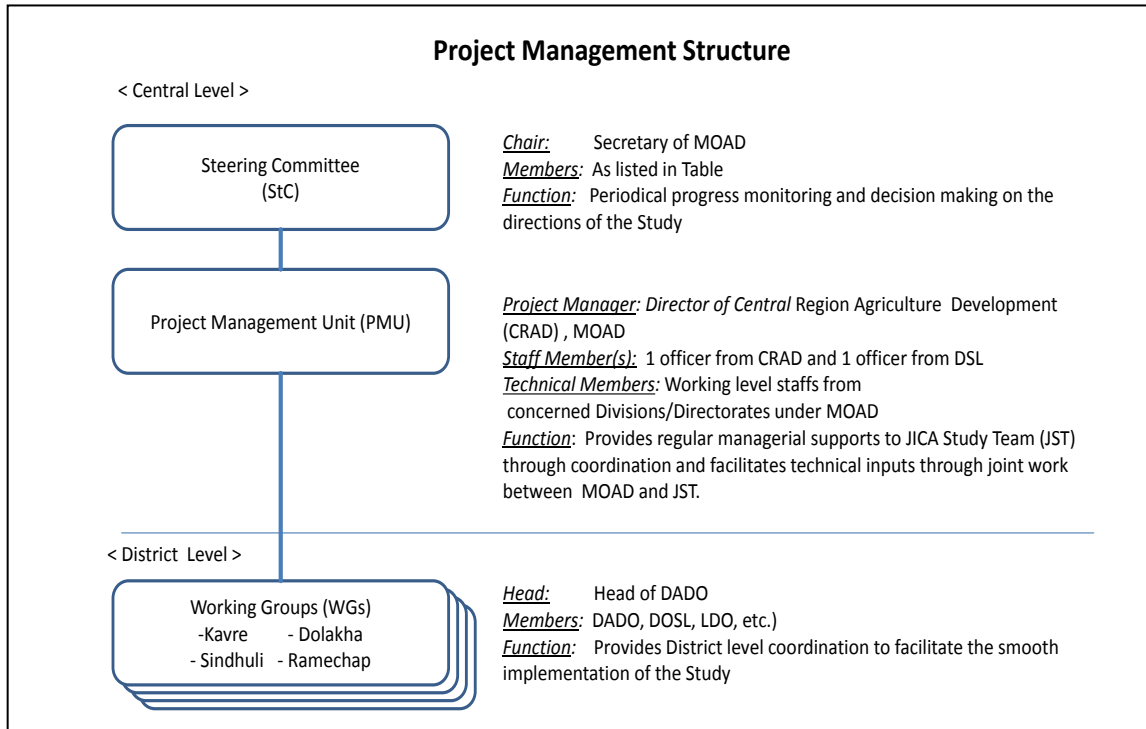 Project Management Structure
< Central Level >
Steering Committee
(StC)
Chair: Secretary of MOAD
Members: As listed in Table
Function: Periodical progress monitoring and decision making on the
directions of the Study
Project Management Unit (PMU)
Project Manager: Director of Central Region Agriculture Development
(CRAD) , MOAD
Staff Member(s): 1 officer from CRAD and 1 officer from DSL
Technical Members: Working level staffs from
concerned Divisions/Directorates under MOAD
Function: Provides regular managerial supports to JICA Study Team (JST)
through coordination and facilitates technical inputs through joint work
between MOAD and JST.
< District Level >
Working Groups (WGs)
-Kavre - Dolakha
- Sindhuli - Ramechap
Head: Head of DADO
Members: DADO, DOSL, LDO, etc.)
Function: Provides District level coordination to facilitate the smooth
implementation of the Study